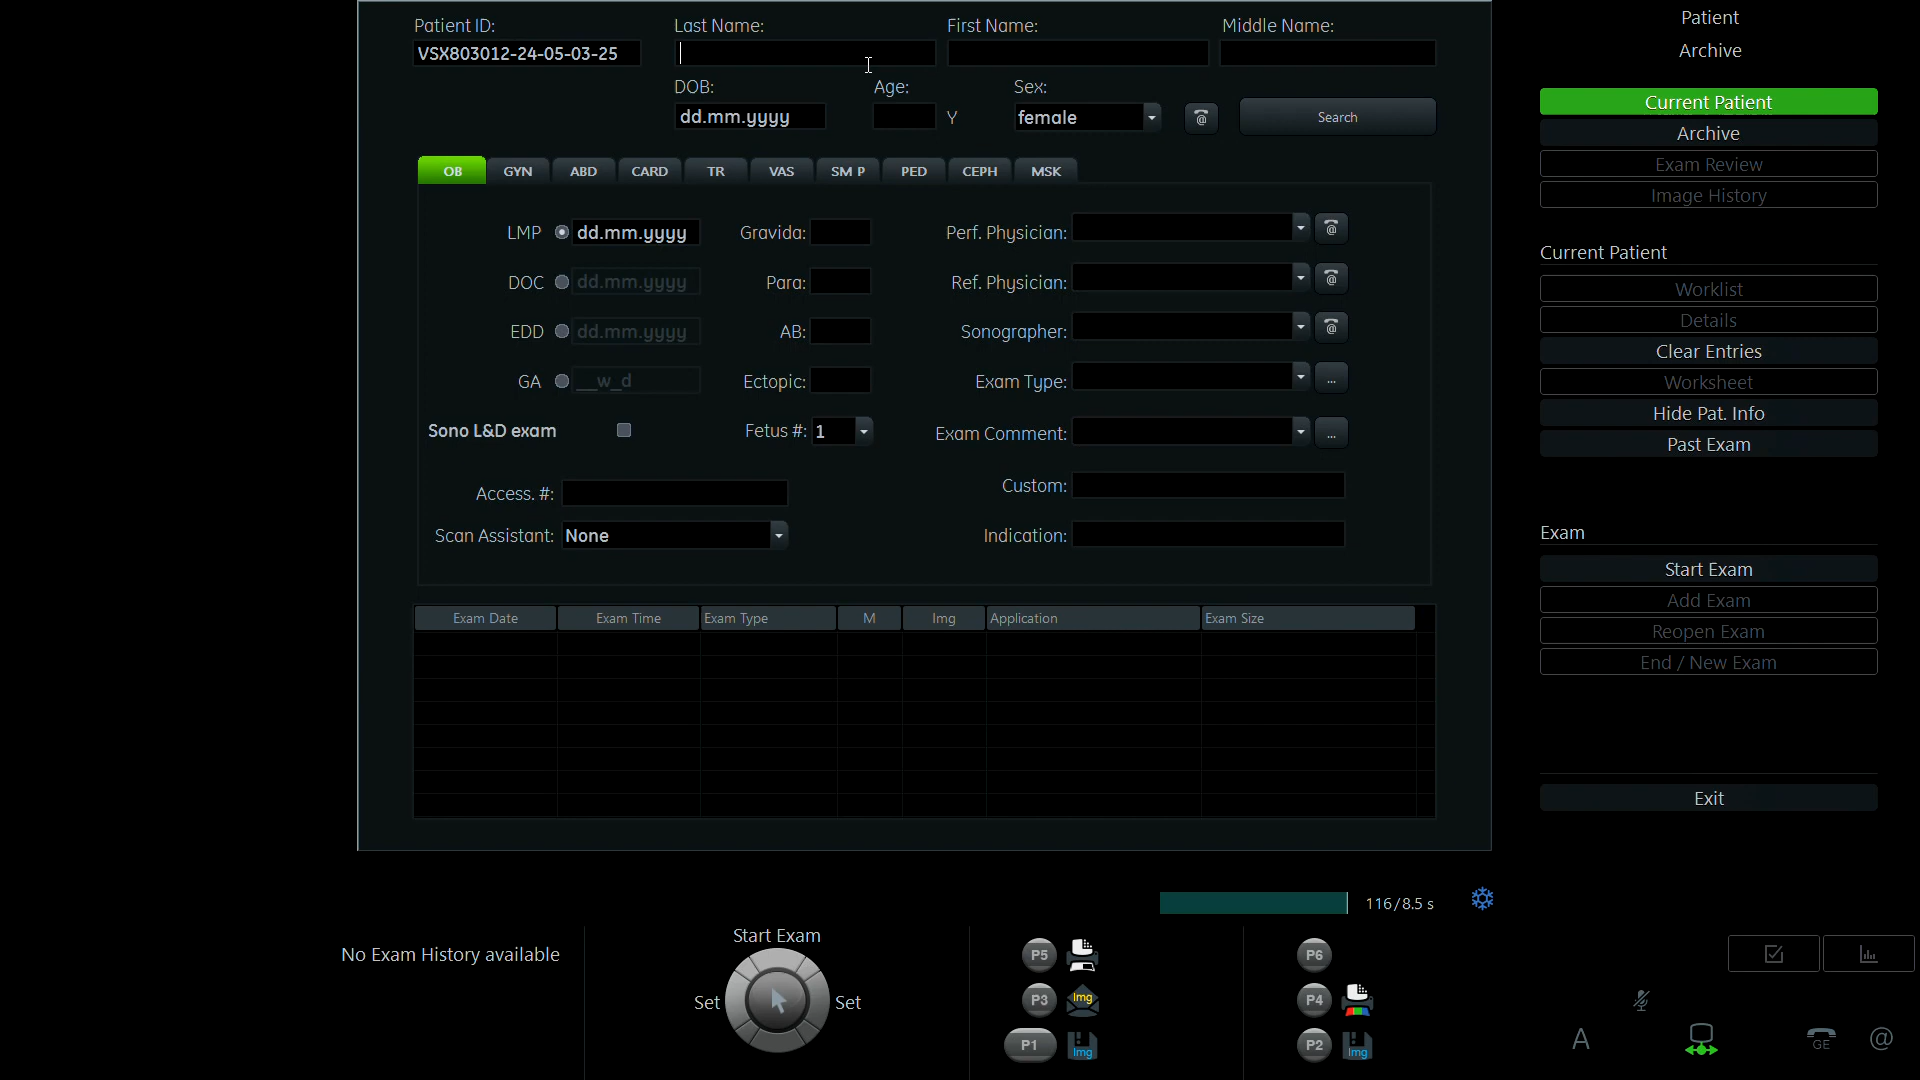 Patient ID: Last Name: First Name: Middle Name:
VSX803012-24-05-03-25
DOB: Age: Sex:
dd.mm.yyyy Y female @ Search
OB GYN ABD CARD TR VAS SM P PED CEPH MSK
LMP dd.mm.yyyy Gravida: Perf. Physician: @
DOC dd.mm.yyyy Para: Ref. Physician: @
EDD dd.mm.yyyy AB: Sonographer: @
GA __w_d Ectopic: Exam Type: ...
Sono L&D exam Fetus #: 1 Exam Comment: ...
Access. #: Custom:
Scan Assistant: None Indication:
Exam Date Exam Time Exam Type M Img Application Exam Size
116/8.5 s
No Exam History available
Start Exam
Set Set
P5 P6
P3 Img P4
P1 Img P2 Img
Patient
Archive
Current Patient
Archive
Exam Review
Image History
Current Patient
Worklist
Details
Clear Entries
Worksheet
Hide Pat. Info
Past Exam
Exam
Start Exam
Add Exam
Reopen Exam
End / New Exam
Exit
A GE @